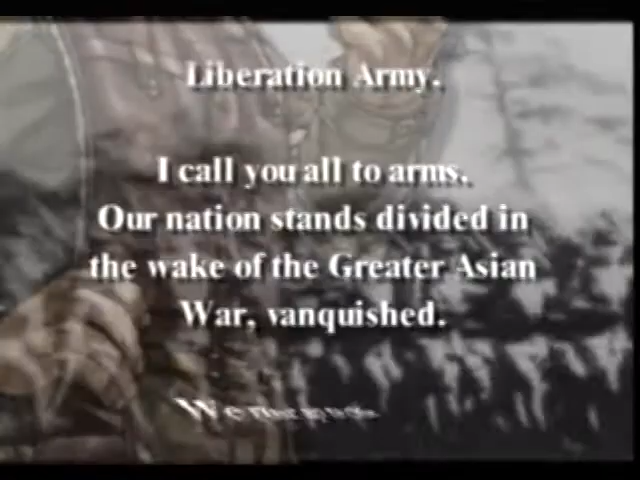 Liberation Army.
I call you all to arms.
Our nation stands divided in
the wake of the Greater Asian
War, vanquished.
We